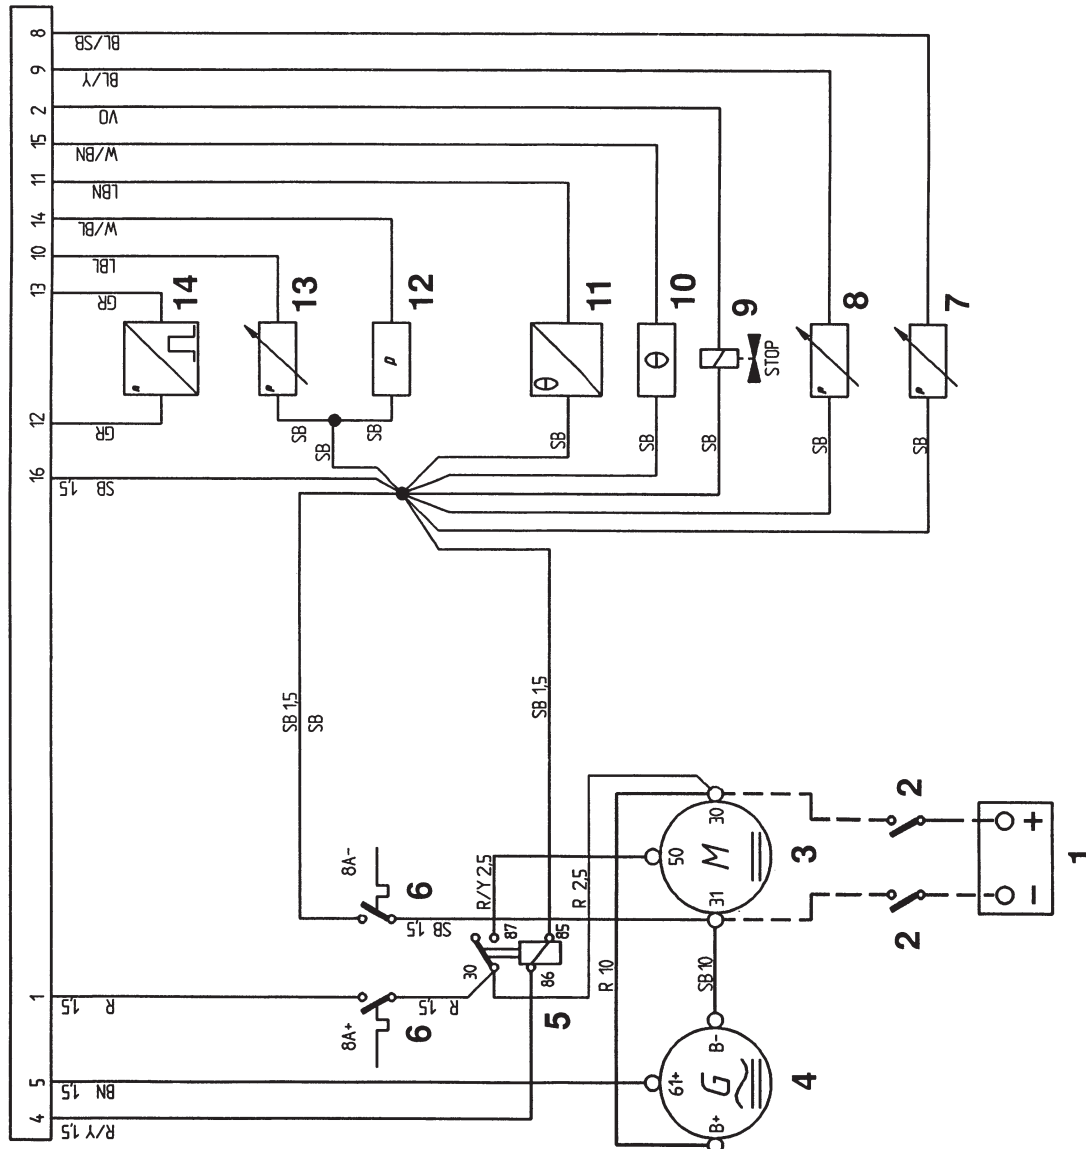 8
BL/SB
9
BL/Y
2
VO
15
W/BN
11
LBN
14
W/BL
10
LBL
13
GR
12
GR
16
SB 1,5
1
R 1,5
5
BN 1,5
4
R/Y 1,5
n
14
p
13
p
12
θ
11
θ
10
9
STOP
p
8
p
7
SB
SB
SB
SB
SB
SB
SB
SB
SB 1,5
SB
SB 1,5
8A-
6
SB 1,5
8A+
6
R 1,5
R/Y 2,5
R 2,5
30
87
85
86
5
R 10
SB 10
50
M
30
31
3
61+
G
B-
B+
4
2
2
+
-
1